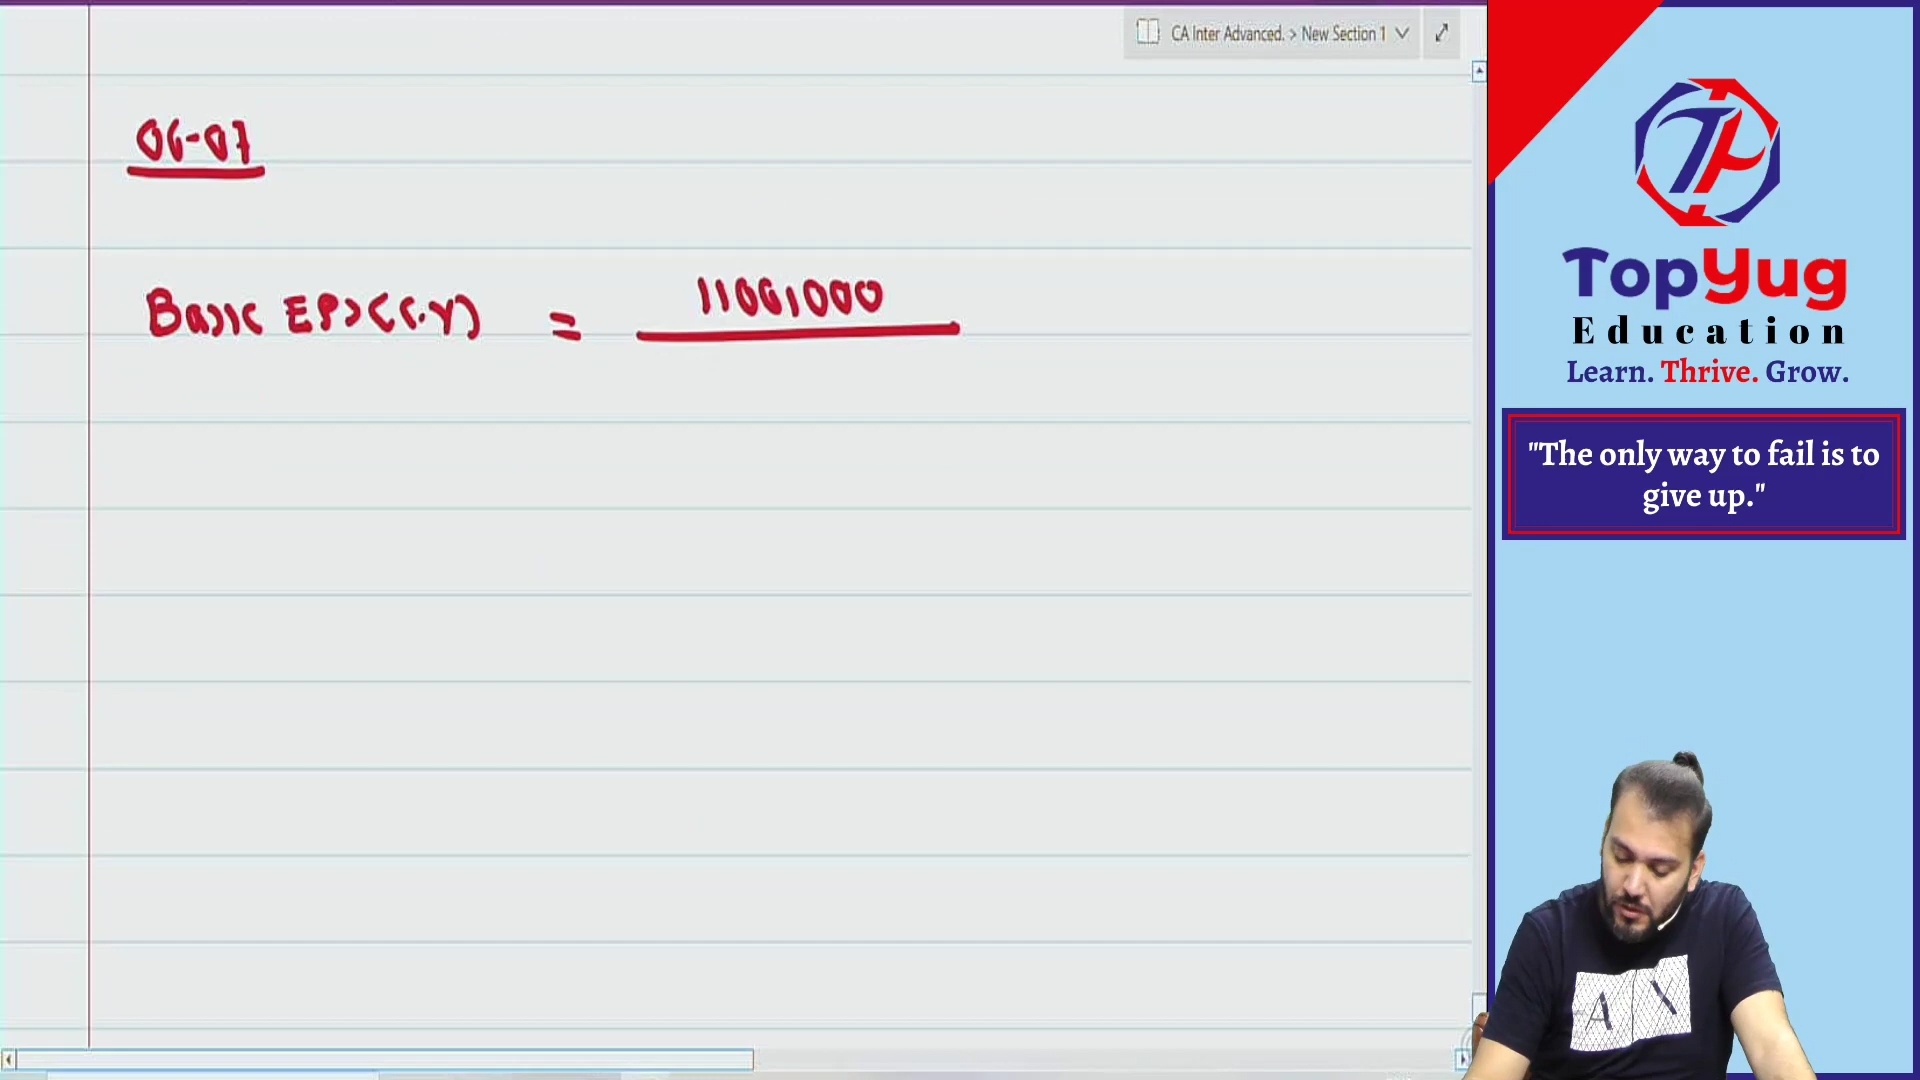 CA Inter Advanced. > New Section 1
06-07
Basic EPS (C.Y) = 11001000
TopYug
Education
Learn. Thrive. Grow.
"The only way to fail is to
give up."
A X